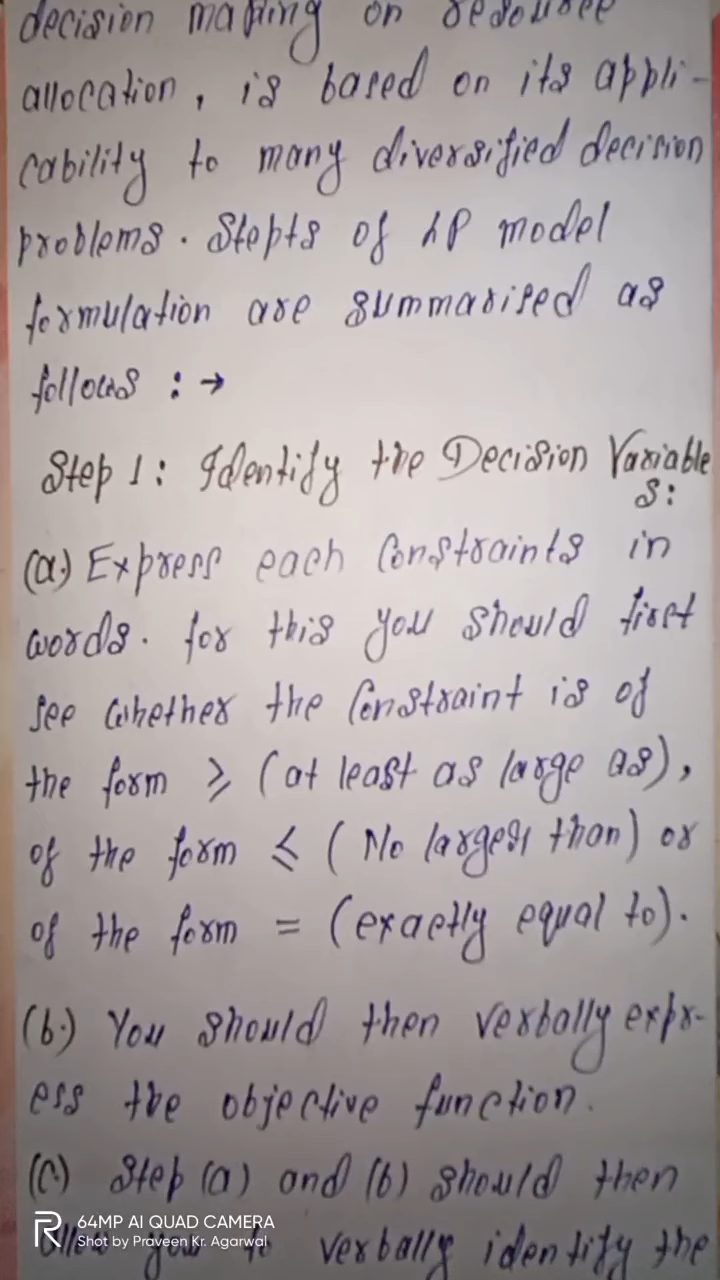 decision making on resource
allocation, is based on its appli-
cability to many diversified decision
problems. Stepts of LP model
formulation are summarised as
follows : →
Step 1: Identify the Decision Variable
s:
(a.) Express each Constraints in
words. for this you should first
see whether the Constraint is of
the form ≥ (at least as large as),
of the form ≤ (No larger than) or
of the form = (exactly equal to).
(b.) You should then verbally expr-
ess the objective function.
(c.) Step (a) and (b) should then
allow you to verbally identify the
64MP AI QUAD CAMERA
Shot by Praveen Kr. Agarwal